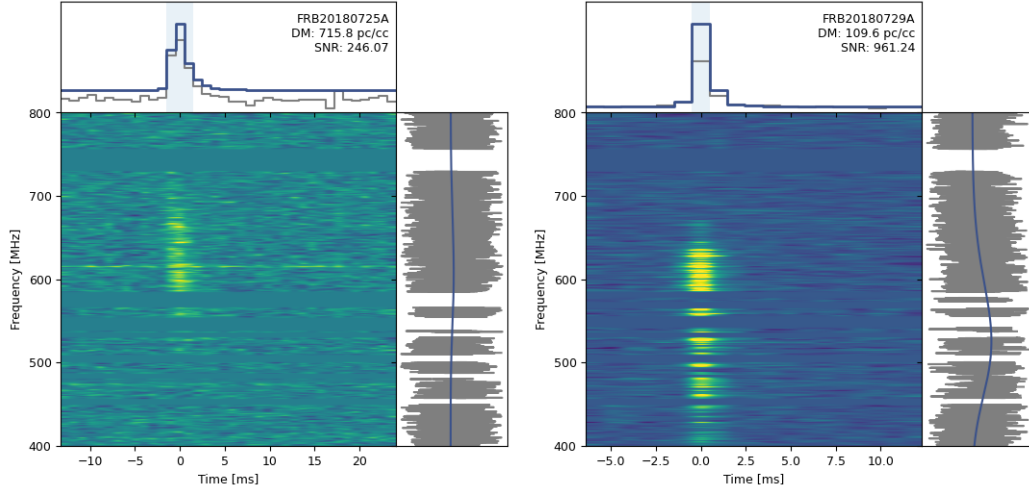 FRB20180725A
DM: 715.8 pc/cc
SNR: 246.07
800
700
600
500
400
Frequency [MHz]
−10 −5 0 5 10 15 20
Time [ms]
FRB20180729A
DM: 109.6 pc/cc
SNR: 961.24
800
700
600
500
400
Frequency [MHz]
−5.0 −2.5 0.0 2.5 5.0 7.5 10.0
Time [ms]